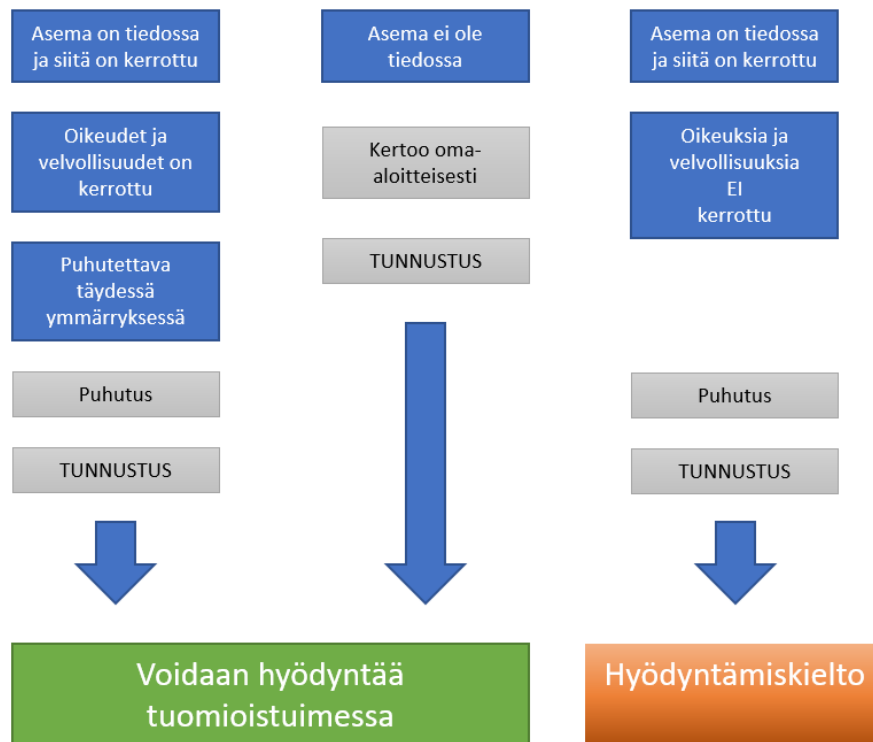 Asema on tiedossa
ja siitä on kerrottu
Oikeudet ja
velvollisuudet on
kerrottu
Puhutettava
täydessä
ymmärryksessä
Puhutus
TUNNUSTUS
Asema ei ole
tiedossa
Kertoo oma-
aloitteisesti
TUNNUSTUS
Asema on tiedossa
ja siitä on kerrottu
Oikeuksia ja
velvollisuuksia
EI
kerrottu
Puhutus
TUNNUSTUS
Voidaan hyödyntää
tuomioistuimessa
Hyödyntämiskielto